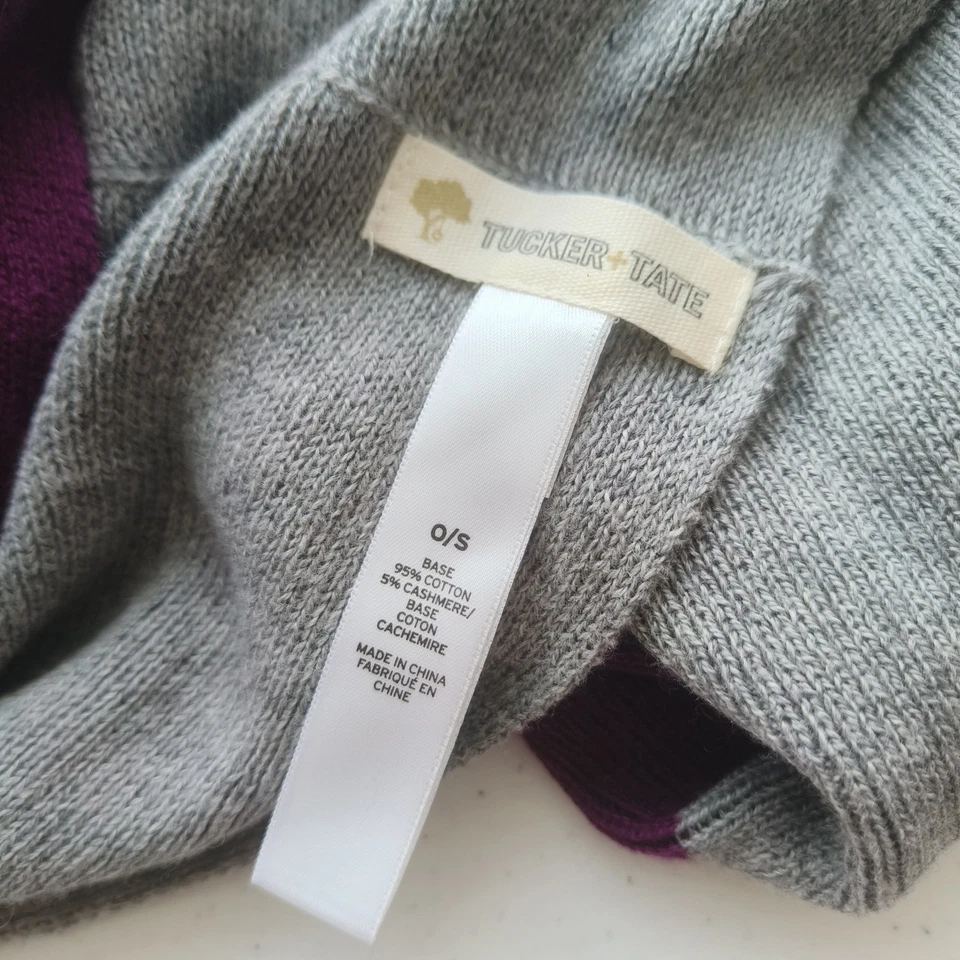 TUCKER+TATE
O/S
BASE
95% COTTON
5% CASHMERE/
BASE
COTON
CACHEMIRE
MADE IN CHINA
FABRIQUÉ EN
CHINE